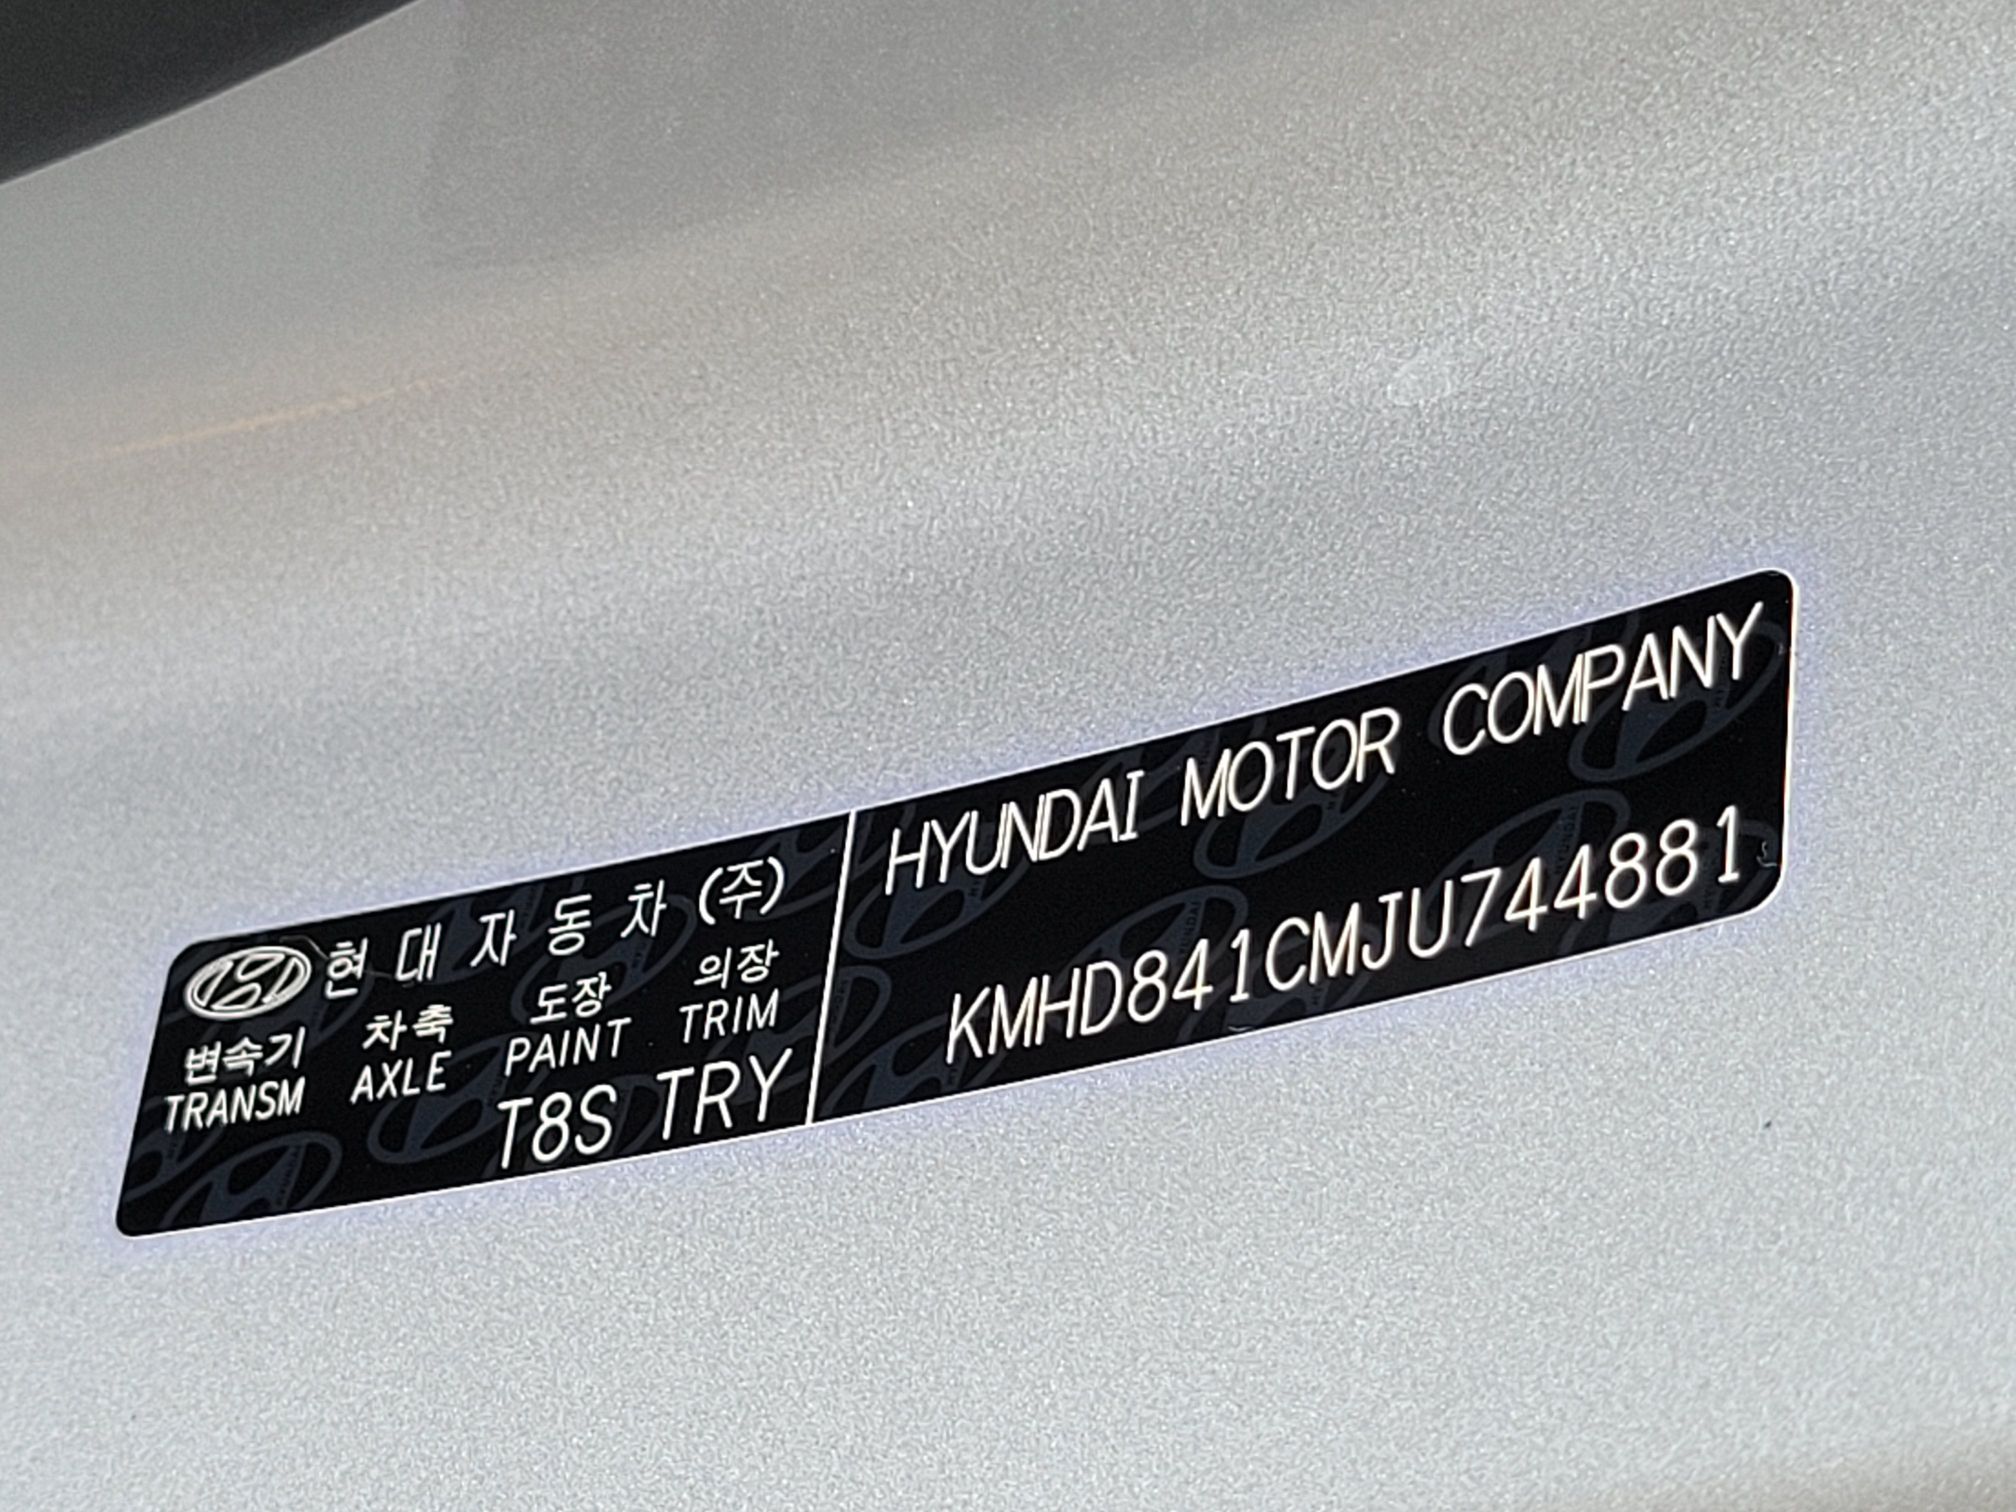 현대자동차(주)
변속기 차축 도장 의장
TRANSM AXLE PAINT TRIM
T8S TRY
HYUNDAI MOTOR COMPANY
KMHD841CMJU744881